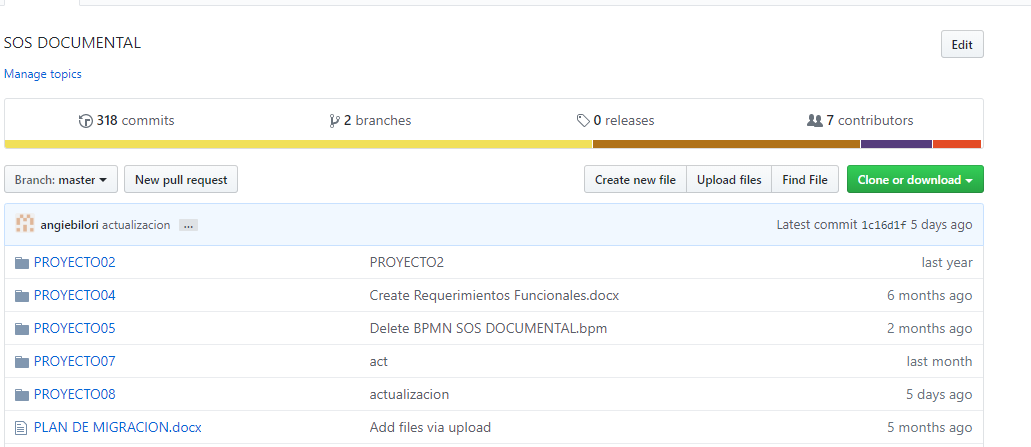 SOS DOCUMENTAL
Edit
Manage topics
318 commits
2 branches
0 releases
7 contributors
Branch: master
New pull request
Create new file
Upload files
Find File
Clone or download
angiebilori actualizacion ...
Latest commit 1c16d1f 5 days ago
PROYECTO02 PROYECTO2 last year
PROYECTO04 Create Requerimientos Funcionales.docx 6 months ago
PROYECTO05 Delete BPMN SOS DOCUMENTAL.bpm 2 months ago
PROYECTO07 act last month
PROYECTO08 actualizacion 5 days ago
PLAN DE MIGRACION.docx Add files via upload 5 months ago